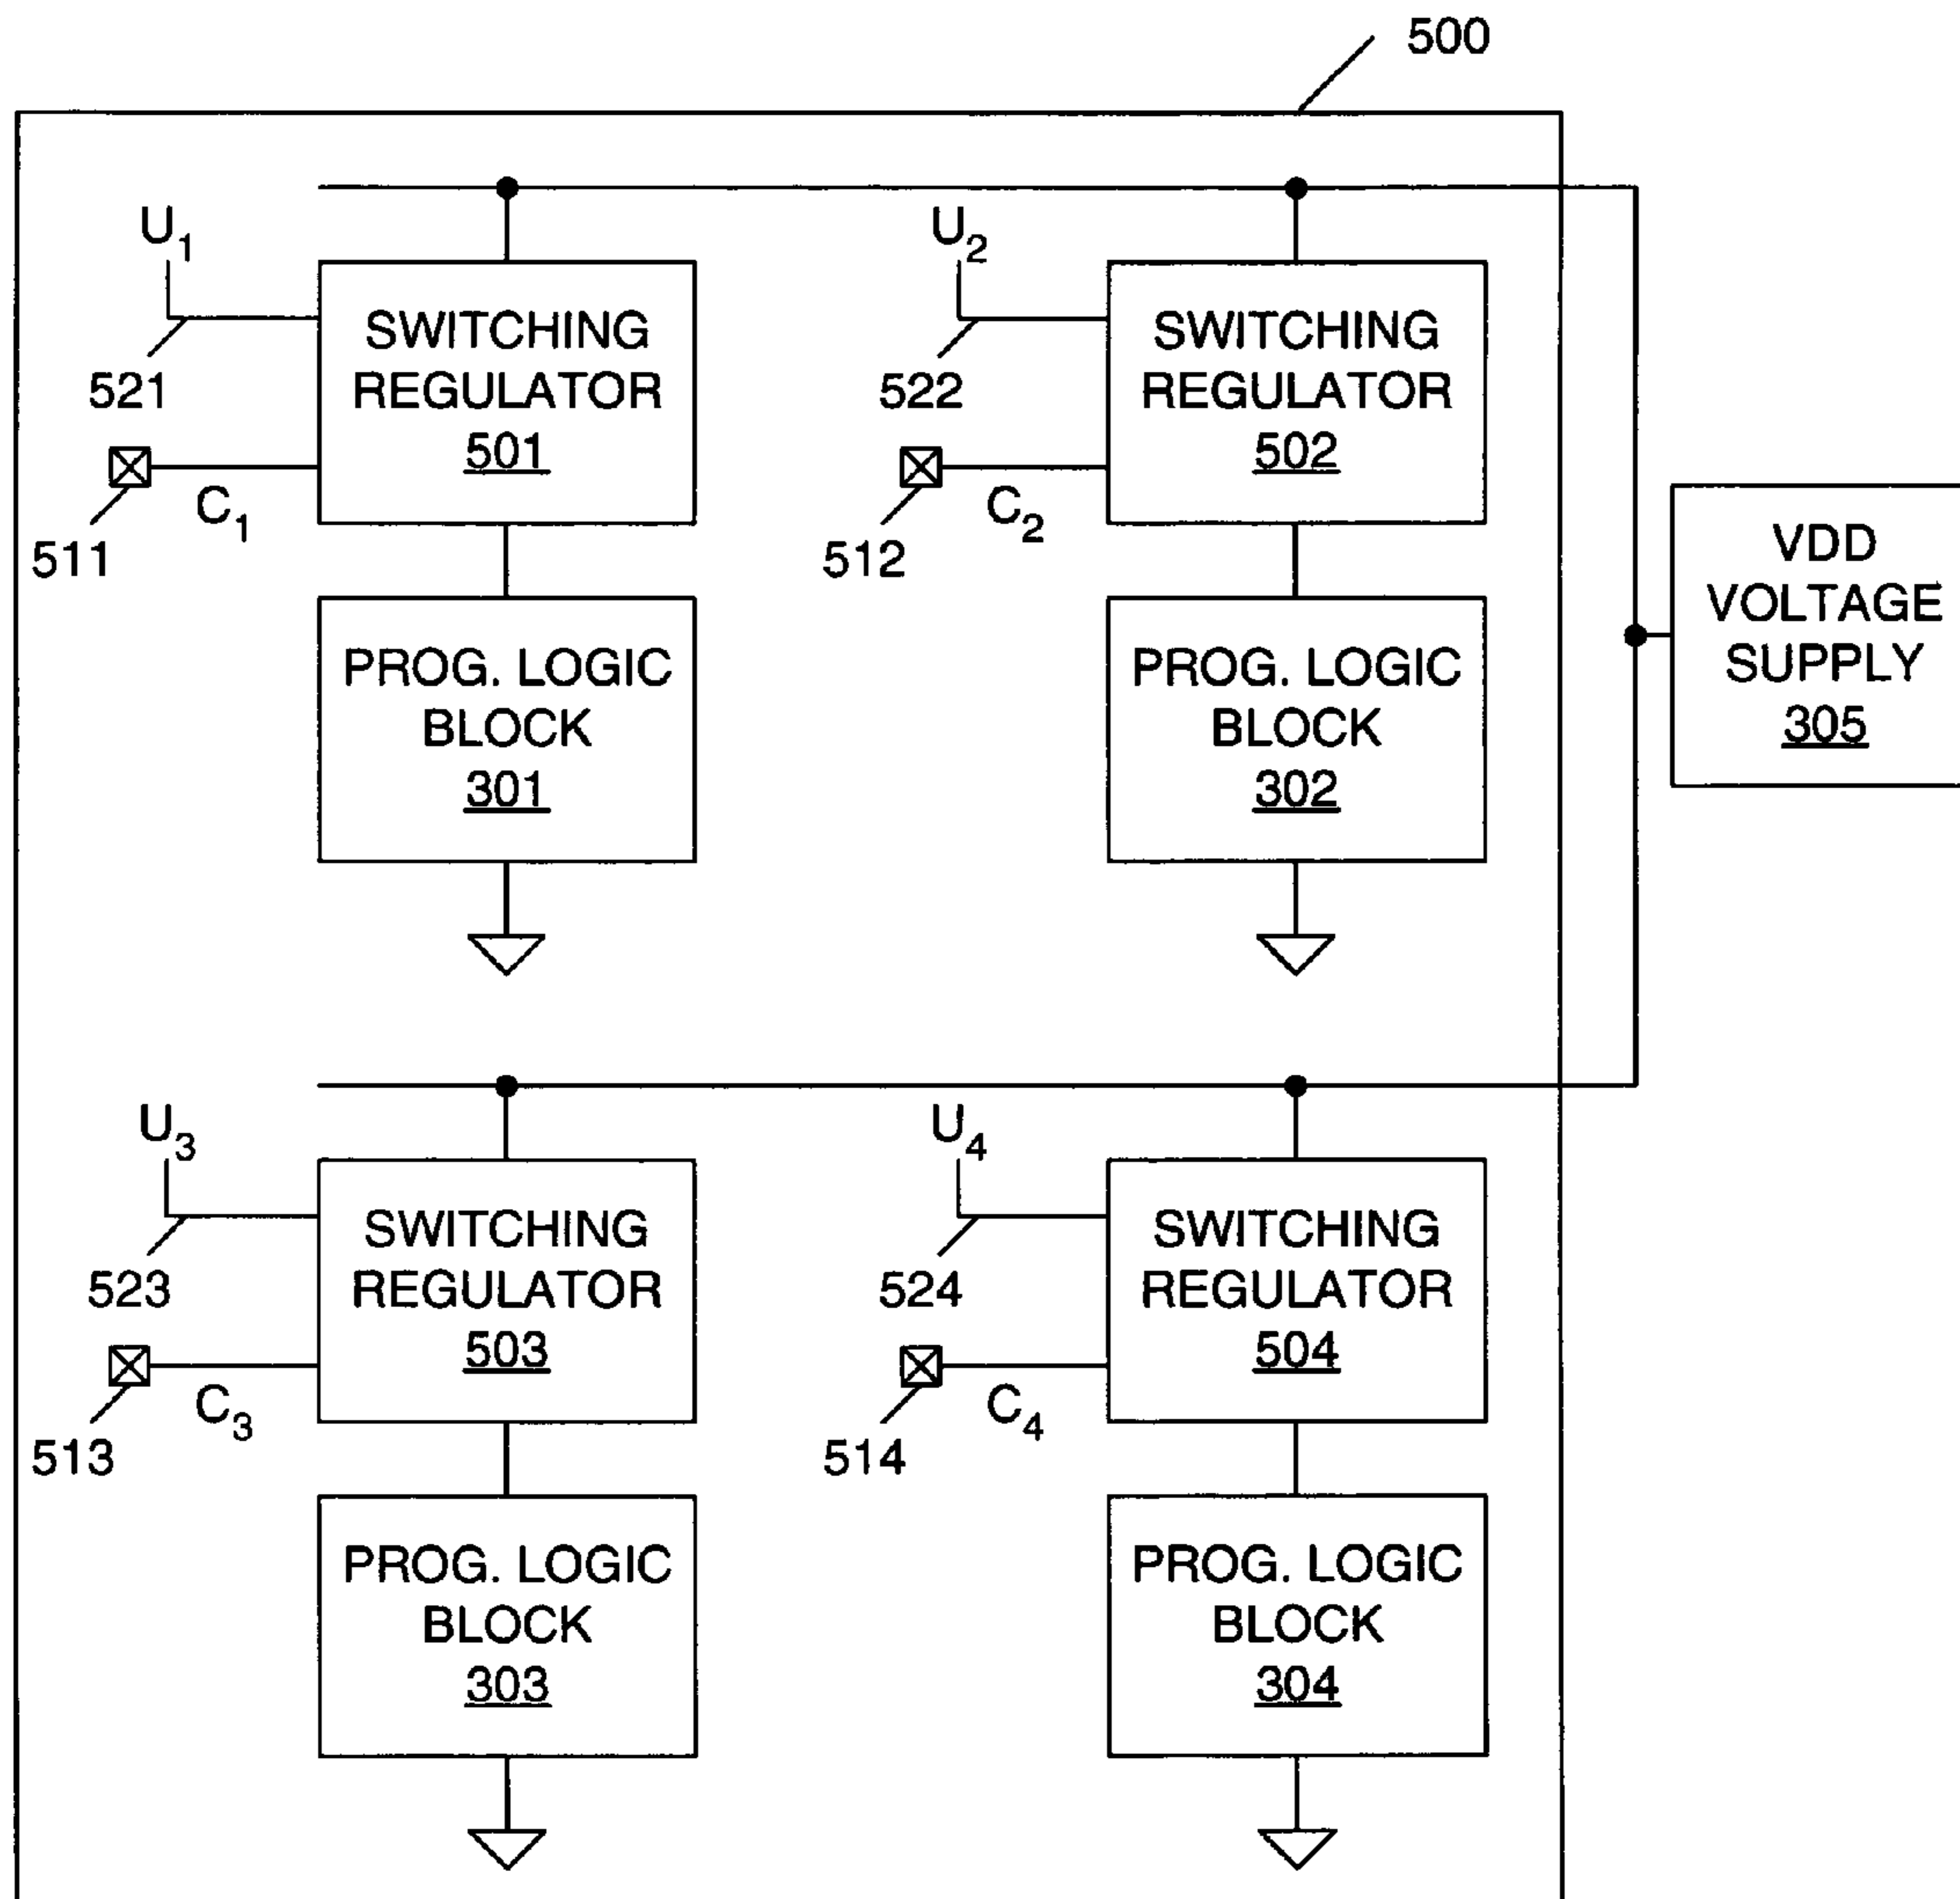 500
U1
SWITCHING
REGULATOR
501
521
C1
511
U2
SWITCHING
REGULATOR
502
522
C2
512
PROG. LOGIC
BLOCK
301
PROG. LOGIC
BLOCK
302
VDD
VOLTAGE
SUPPLY
305
U3
SWITCHING
REGULATOR
503
523
C3
513
U4
SWITCHING
REGULATOR
504
524
C4
514
PROG. LOGIC
BLOCK
303
PROG. LOGIC
BLOCK
304